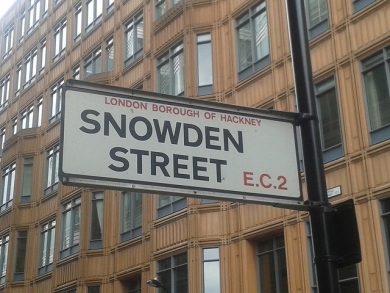 LONDON BOROUGH OF HACKNEY
SNOWDEN
STREET E.C.2